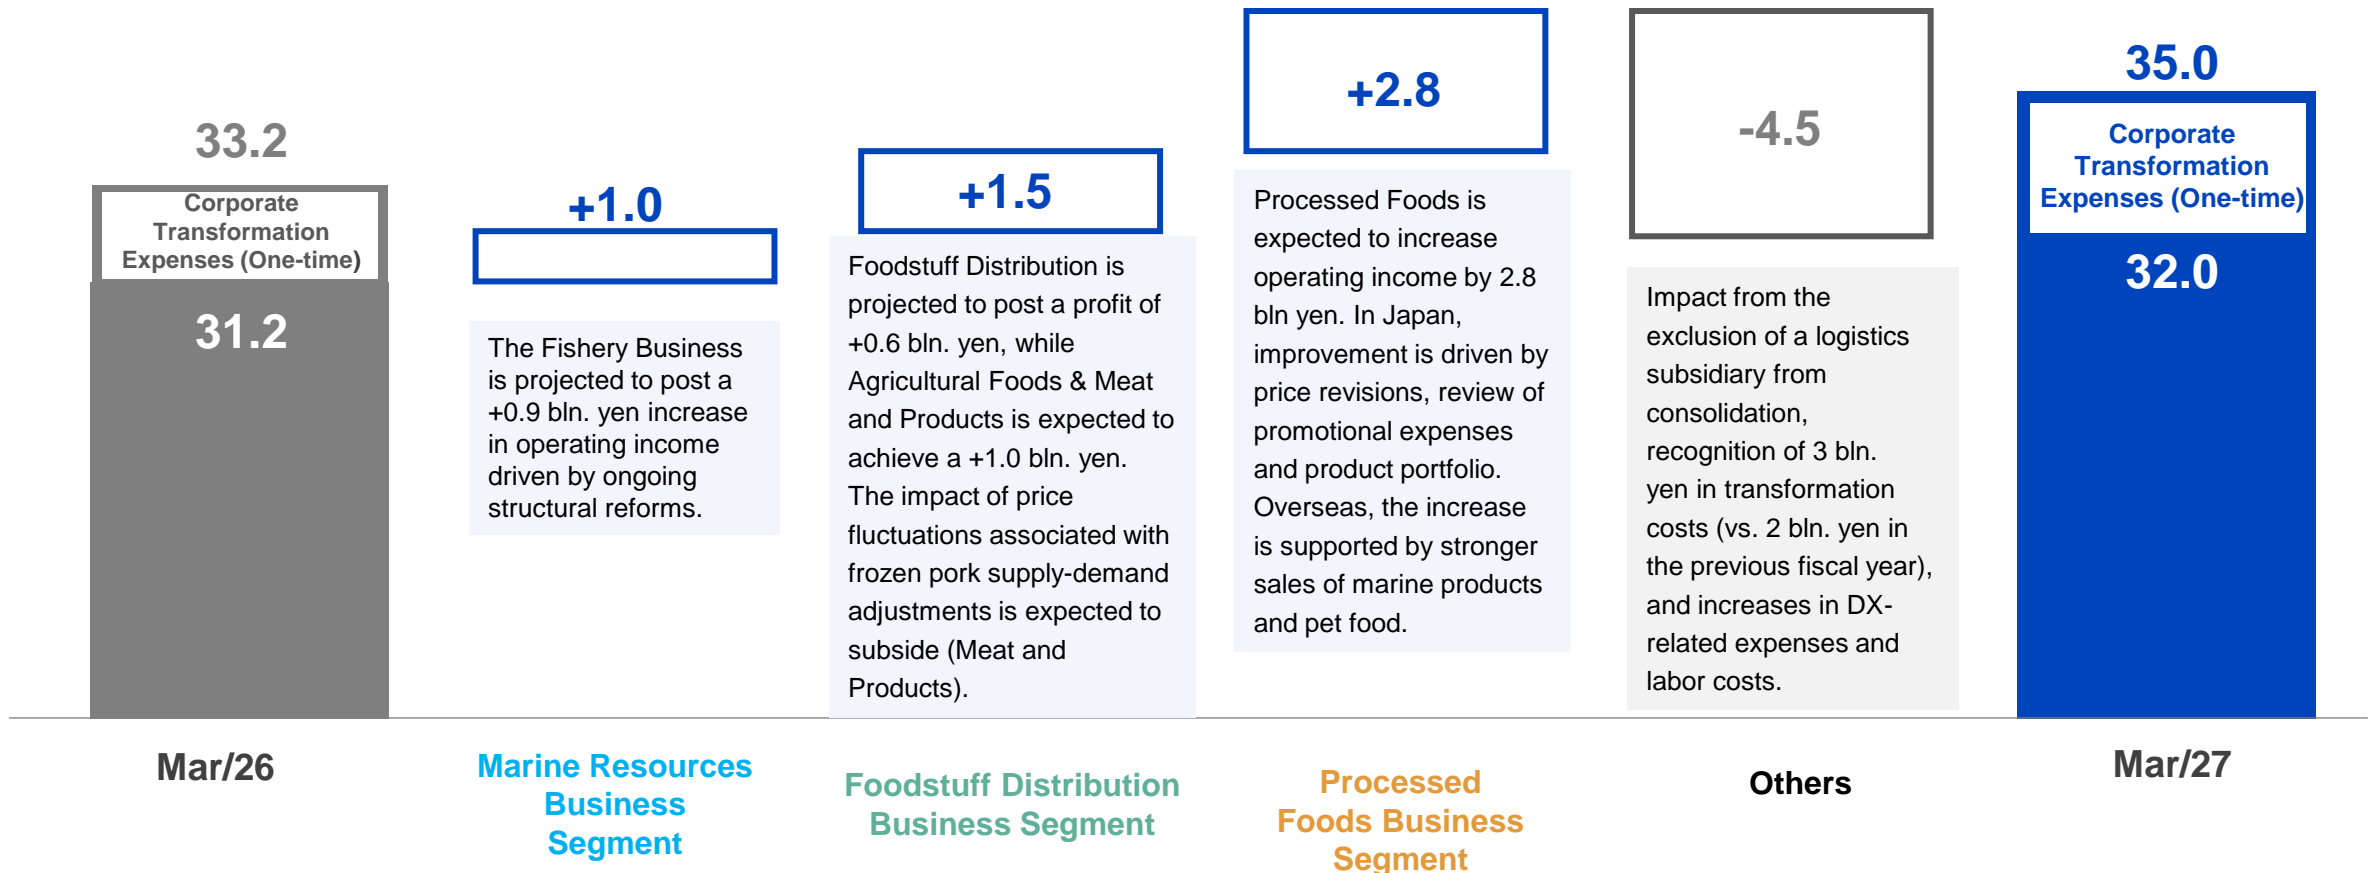 33.2
Corporate
Transformation
Expenses (One-time)
31.2
Mar/26
+1.0
The Fishery Business
is projected to post a
+0.9 bln. yen increase
in operating income
driven by ongoing
structural reforms.
Marine Resources
Business
Segment
+1.5
Foodstuff Distribution is
projected to post a profit of
+0.6 bln. yen, while
Agricultural Foods & Meat
and Products is expected to
achieve a +1.0 bln. yen.
The impact of price
fluctuations associated with
frozen pork supply-demand
adjustments is expected to
subside (Meat and
Products).
Foodstuff Distribution
Business Segment
+2.8
Processed Foods is
expected to increase
operating income by 2.8
bln yen. In Japan,
improvement is driven by
price revisions, review of
promotional expenses
and product portfolio.
Overseas, the increase
is supported by stronger
sales of marine products
and pet food.
Processed
Foods Business
Segment
-4.5
Impact from the
exclusion of a logistics
subsidiary from
consolidation,
recognition of 3 bln.
yen in transformation
costs (vs. 2 bln. yen in
the previous fiscal year),
and increases in DX-
related expenses and
labor costs.
Others
35.0
Corporate
Transformation
Expenses (One-time)
32.0
Mar/27